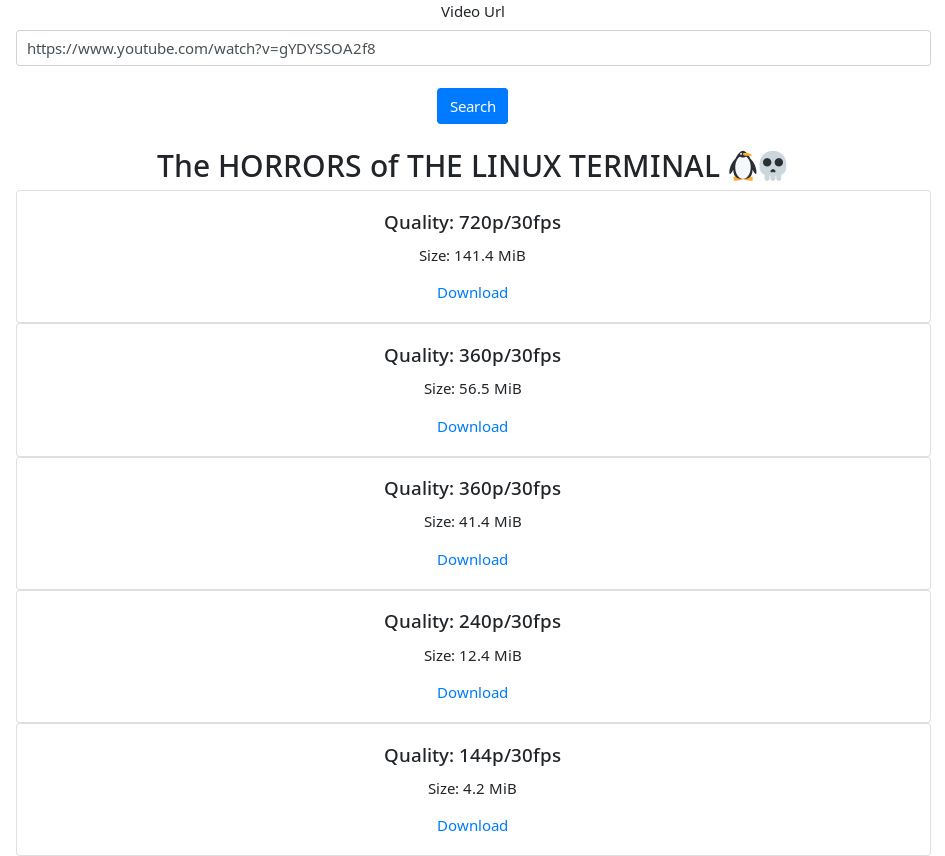 Video Url
https://www.youtube.com/watch?v=gYDYSSOA2f8
Search
The HORRORS of THE LINUX TERMINAL 🐧💀
Quality: 720p/30fps
Size: 141.4 MiB
Download
Quality: 360p/30fps
Size: 56.5 MiB
Download
Quality: 360p/30fps
Size: 41.4 MiB
Download
Quality: 240p/30fps
Size: 12.4 MiB
Download
Quality: 144p/30fps
Size: 4.2 MiB
Download